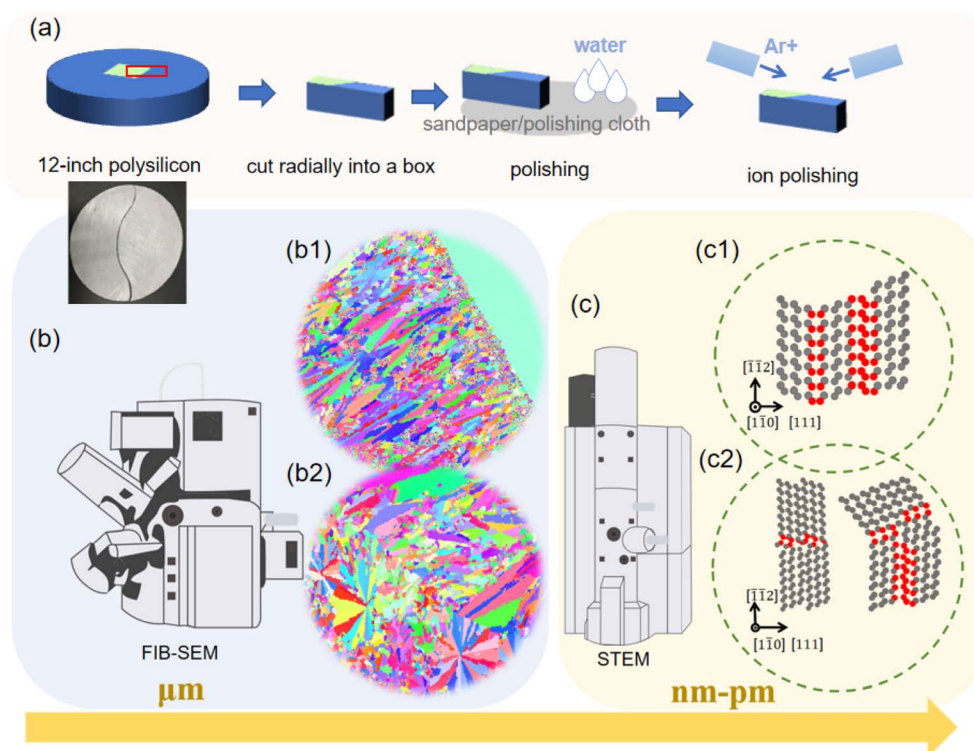 (a)
water
Ar+
sandpaper/polishing cloth
12-inch polysilicon
cut radially into a box
polishing
ion polishing
(b)
(b1)
(b2)
FIB-SEM
μm
(c)
(c1)
[1̅1̅2]
[11̅0] [111]
(c2)
[1̅1̅2]
[11̅0] [111]
STEM
nm-pm